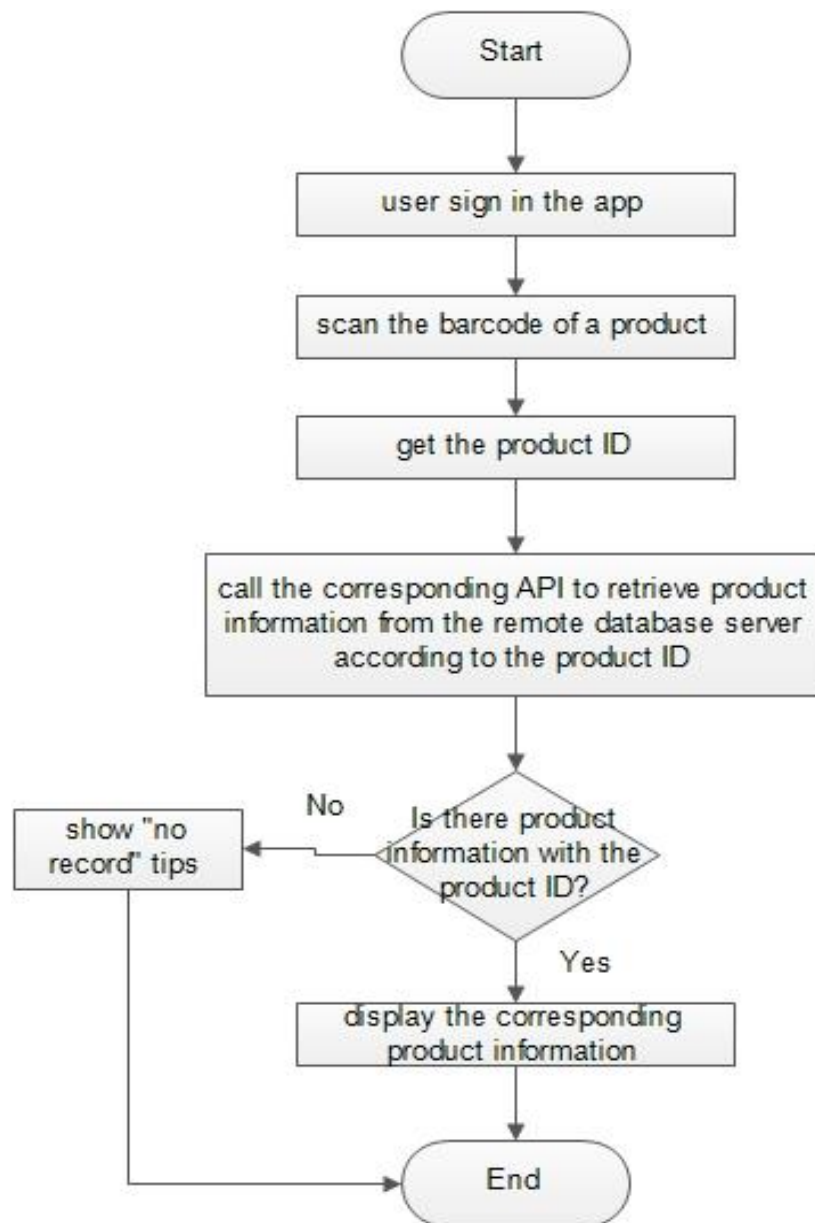 Start
user sign in the app
scan the barcode of a product
get the product ID
call the corresponding API to retrieve product
information from the remote database server
according to the product ID
Is there product
information with the
product ID?
No
show "no
record" tips
Yes
display the corresponding
product information
End